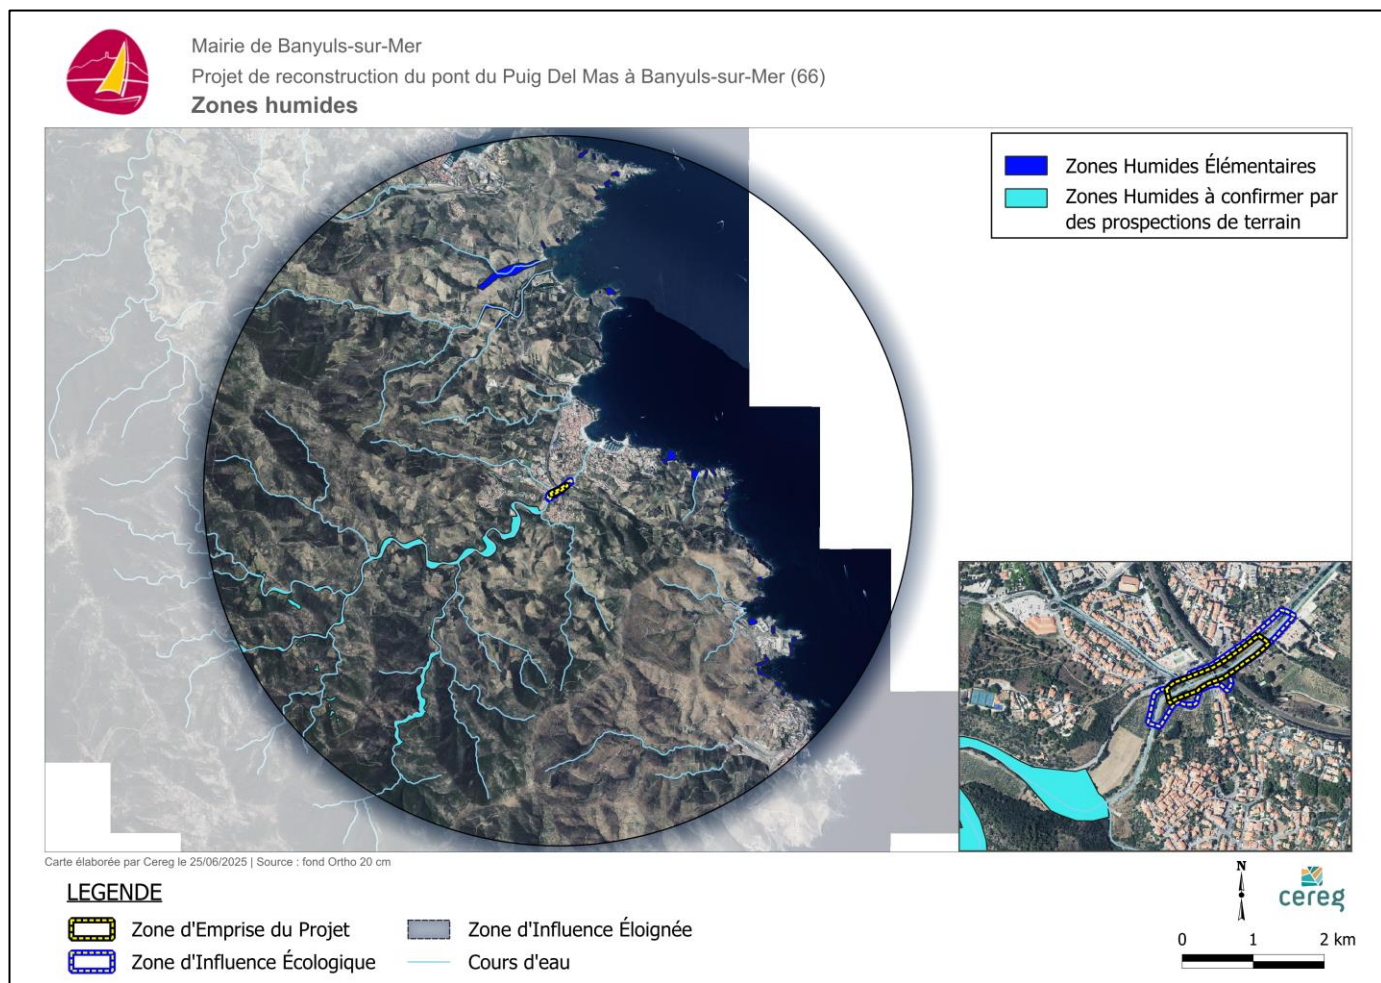 Mairie de Banyuls-sur-Mer
Projet de reconstruction du pont du Puig Del Mas à Banyuls-sur-Mer (66)
Zones humides
Zones Humides Élémentaires
Zones Humides à confirmer par
des prospections de terrain
Carte élaborée par Cereg le 25/06/2025 | Source : fond Ortho 20 cm
LEGENDE
Zone d'Emprise du Projet
Zone d'Influence Écologique
Zone d'Influence Éloignée
Cours d'eau
N
cereg
0 1 2 km